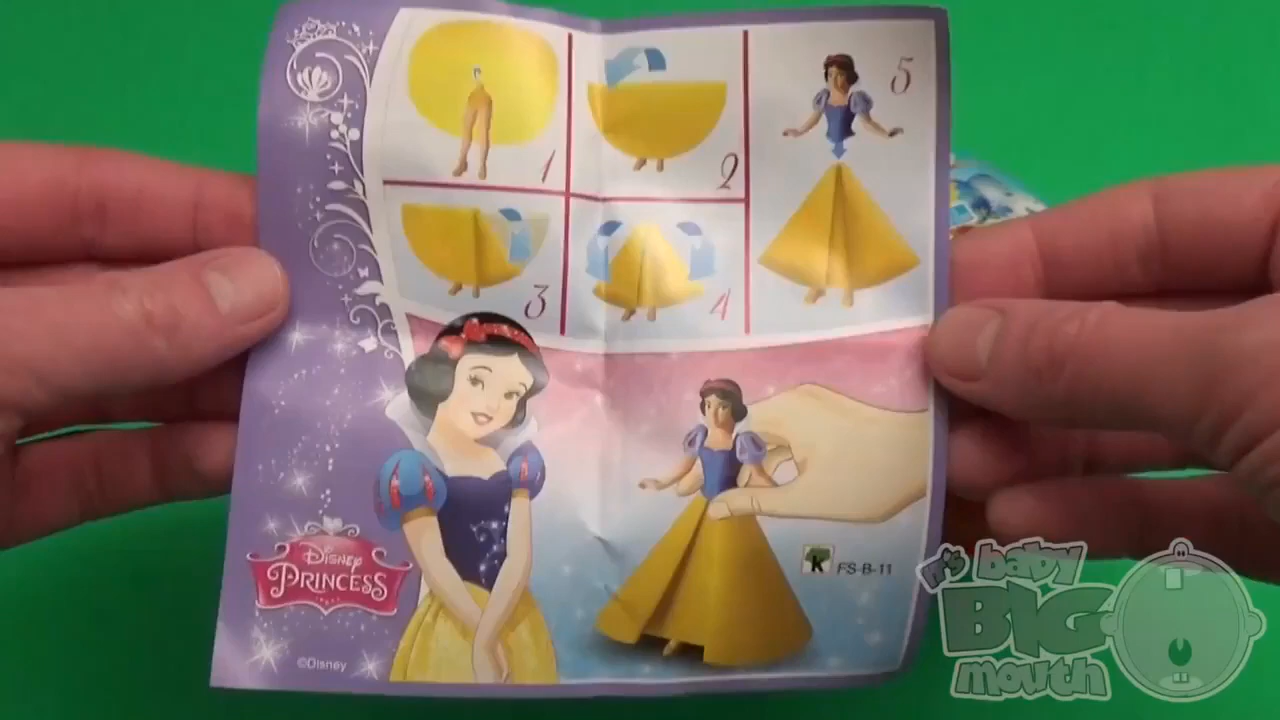 1
2
3
4
5
Disney
PRINCESS
©Disney
K FS-B-11
it's baby
BIG
mouth